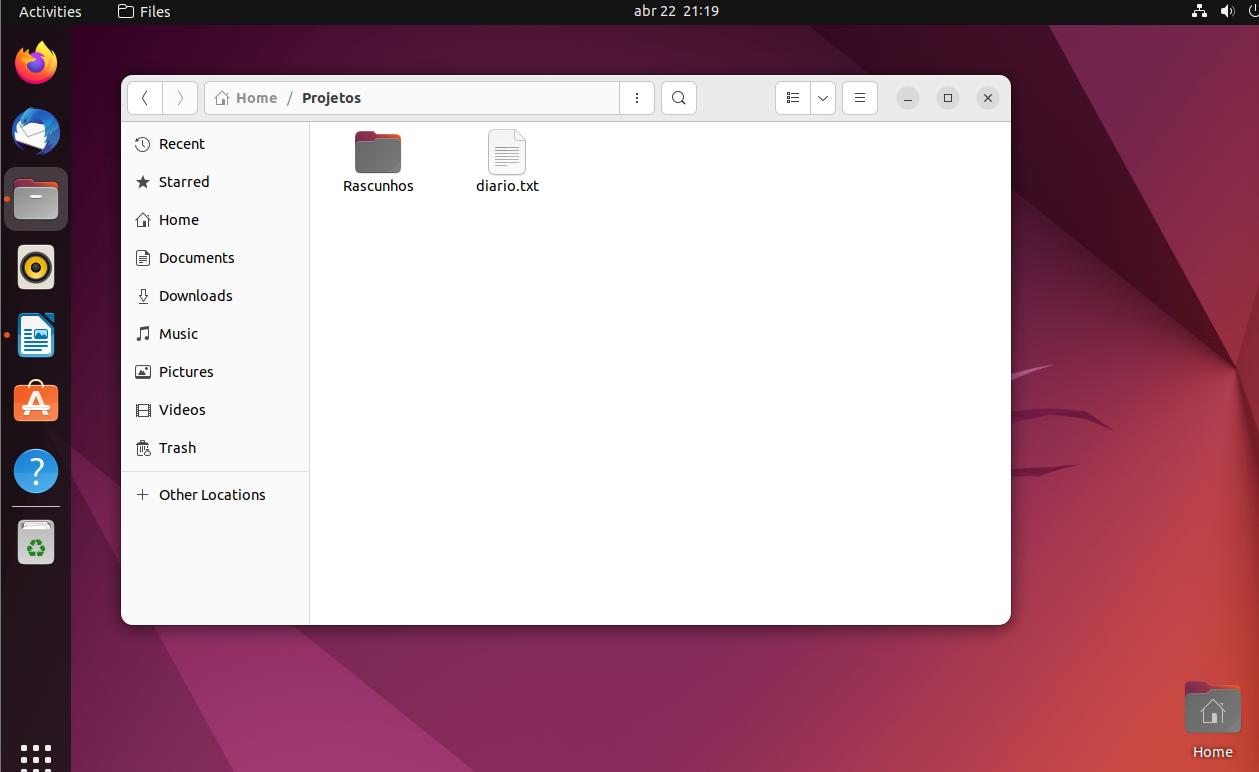 Activities Files abr 22 21:19
Home / Projetos
Recent
Starred
Home
Documents
Downloads
Music
Pictures
Videos
Trash
Other Locations
Rascunhos diario.txt
Home